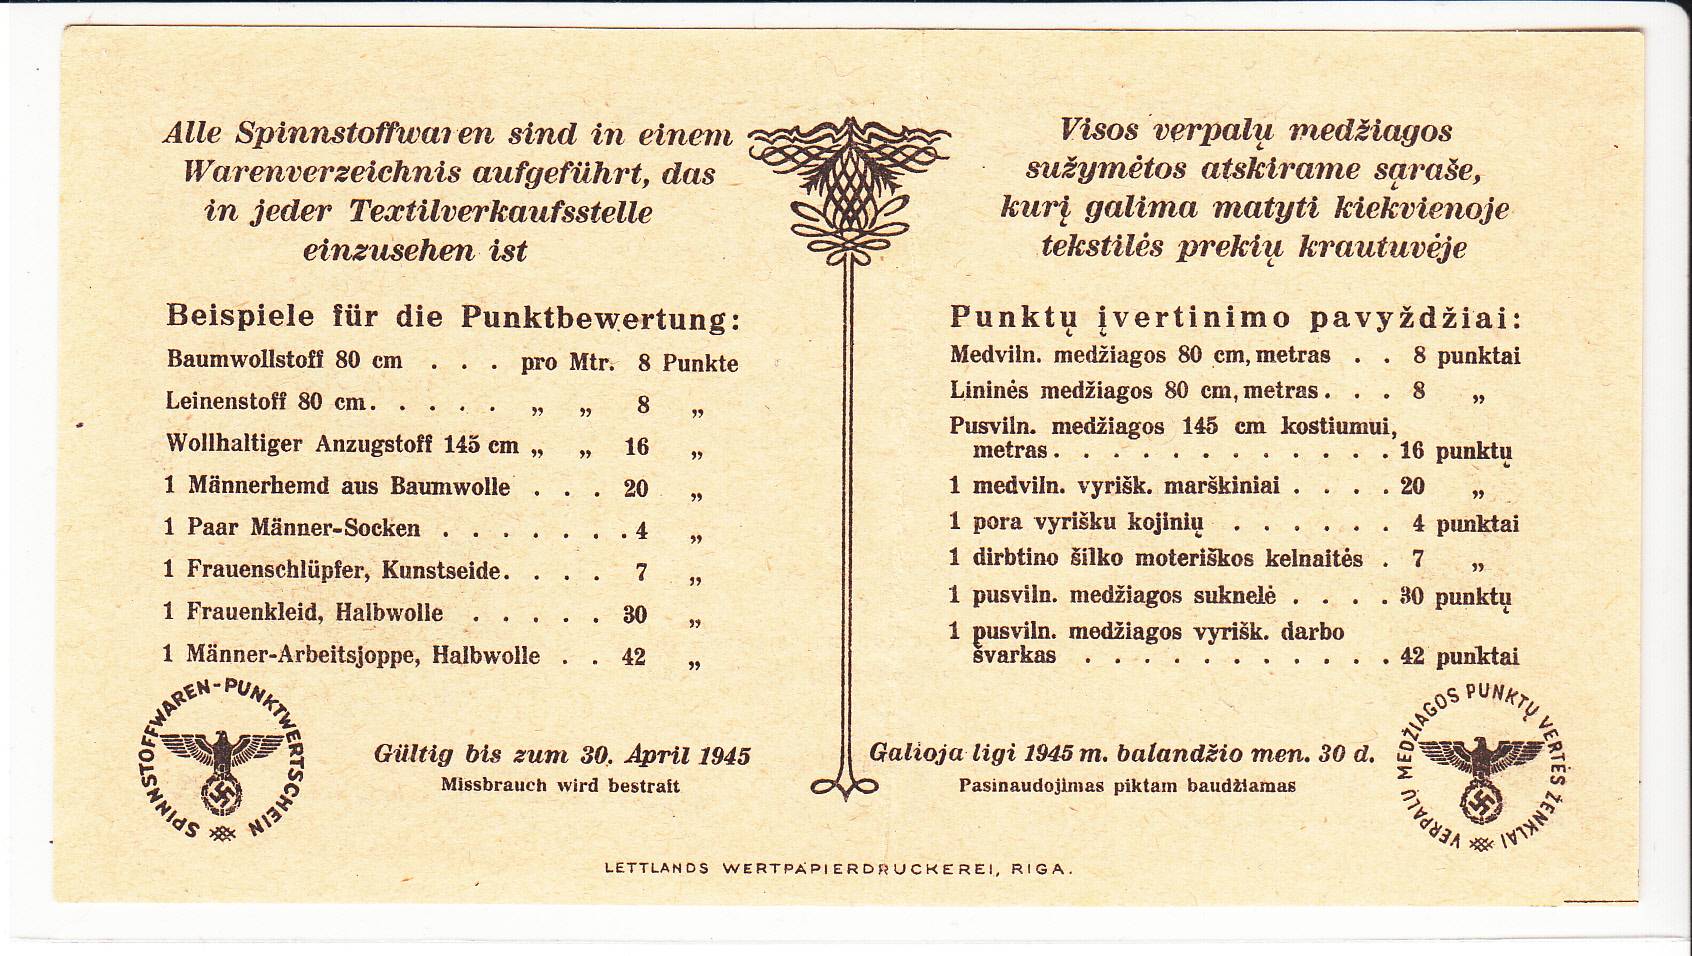 Alle Spinnstoffwaren sind in einem
Warenverzeichnis aufgeführt, das
in jeder Textilverkaufsstelle
einzusehen ist
Beispiele für die Punktbewertung:
Baumwollstoff 80 cm . . . pro Mtr. 8 Punkte
Leinenstoff 80 cm. . . . . . „ „ 8 „
Wollhaltiger Anzugstoff 145 cm „ „ 16 „
1 Männerhemd aus Baumwolle . . . 20 „
1 Paar Männer-Socken . . . . . . . 4 „
1 Frauenschlüpfer, Kunstseide. . . . 7 „
1 Frauenkleid, Halbwolle . . . . . 30 „
1 Männer-Arbeitsjoppe, Halbwolle . . 42 „
SPINNSTOFFWAREN-PUNKTWERTSCHEIN
Gültig bis zum 30. April 1945
Missbrauch wird bestraft
Visos verpalų medžiagos
sužymėtos atskirame sąraše,
kurį galima matyti kiekvienoje
tekstilės prekių krautuvėje
Punktų įvertinimo pavyždžiai:
Medviln. medžiagos 80 cm, metras . . 8 punktai
Lininės medžiagos 80 cm, metras. . . 8 „
Pusviln. medžiagos 145 cm kostiumui,
metras. . . . . . . . . . . . . 16 punktų
1 medviln. vyrišk. marškiniai . . . . 20 „
1 pora vyrišku kojinių . . . . . . 4 punktai
1 dirbtino šilko moteriškos kelnaitės . 7 „
1 pusviln. medžiagos suknelė . . . . 30 punktų
1 pusviln. medžiagos vyrišk. darbo
švarkas . . . . . . . . . . . . 42 punktai
Galioja ligi 1945 m. balandžio men. 30 d.
Pasinaudojimas piktam baudžiamas
VERPALŲ MEDŽIAGOS PUNKTŲ VERTĖS ŽENKLAI
LETTLANDS WERTPAPIERDRUCKEREI, RIGA.